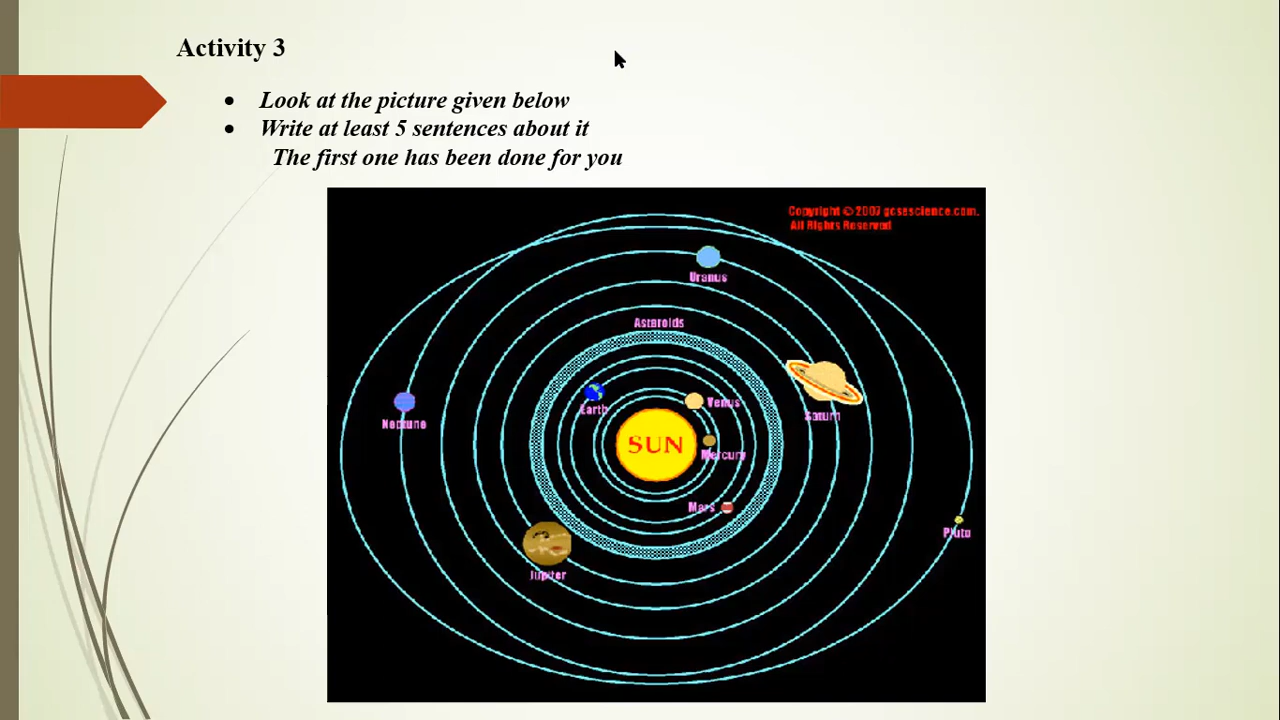 Activity 3
Look at the picture given below
Write at least 5 sentences about it
The first one has been done for you
Copyright © 2007 gcsescience.com.
All Rights Reserved
Uranus
Asteroids
Earth
Venus
Saturn
Neptune
SUN
Mercury
Mars
Pluto
Jupiter